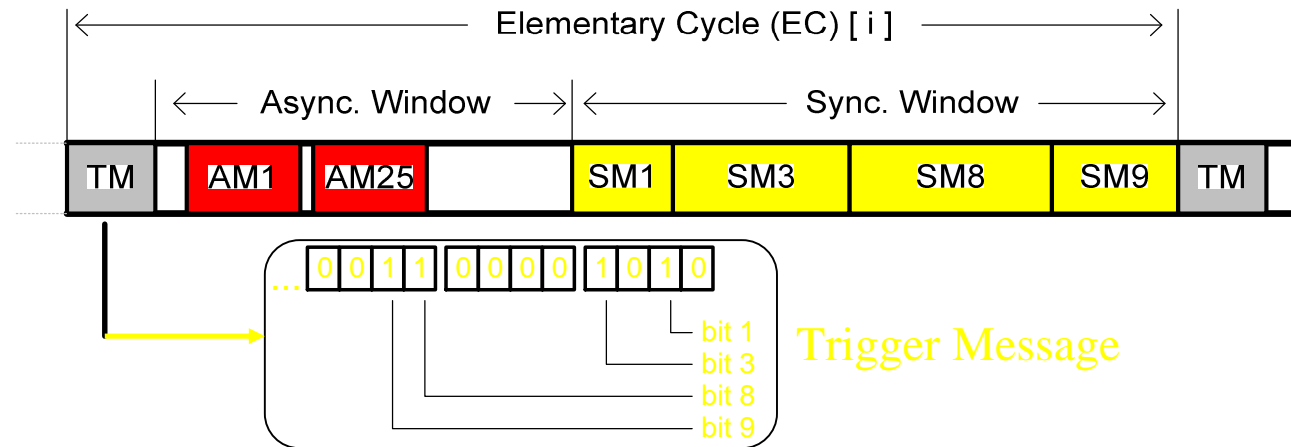 Elementary Cycle (EC) [ i ]
Async. Window Sync. Window
TM AM1 AM25 SM1 SM3 SM8 SM9 TM
... 0 0 1 1 0 0 0 0 1 0 1 0
bit 1
Trigger Message
bit 3
bit 8
bit 9